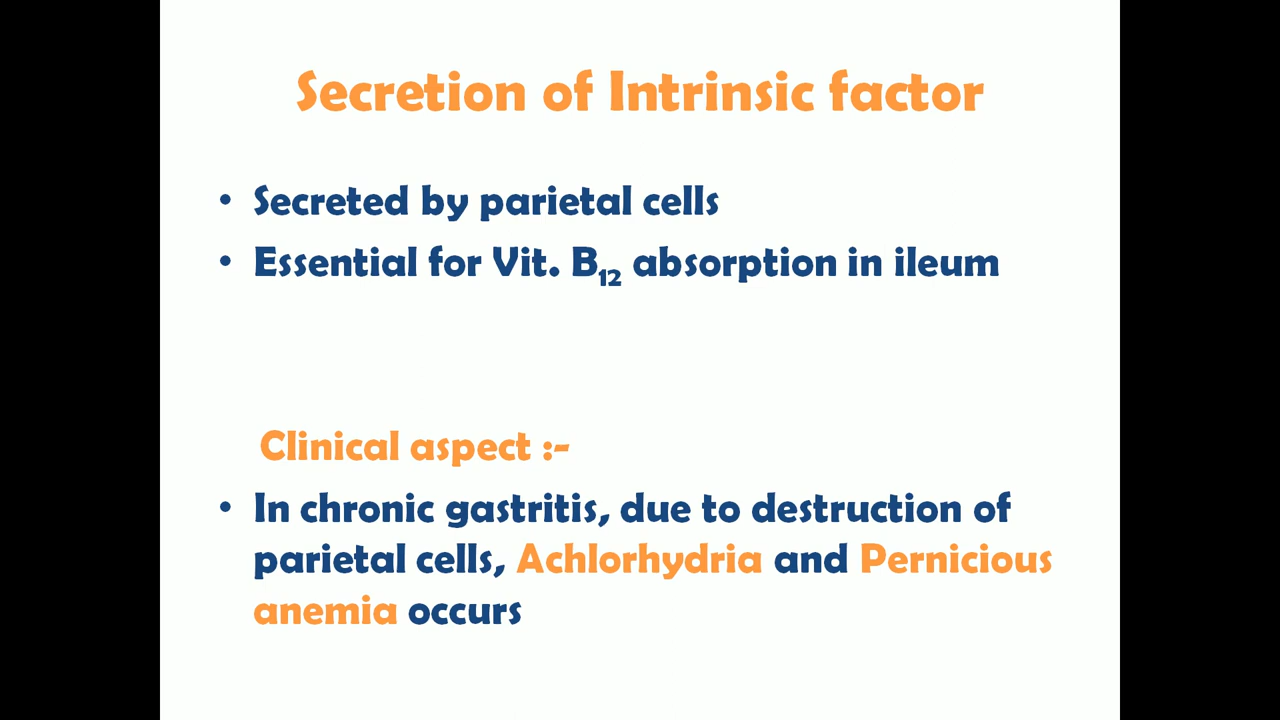 Secretion of Intrinsic factor
• Secreted by parietal cells
• Essential for Vit. B₁₂ absorption in ileum
Clinical aspect :-
• In chronic gastritis, due to destruction of
parietal cells, Achlorhydria and Pernicious
anemia occurs